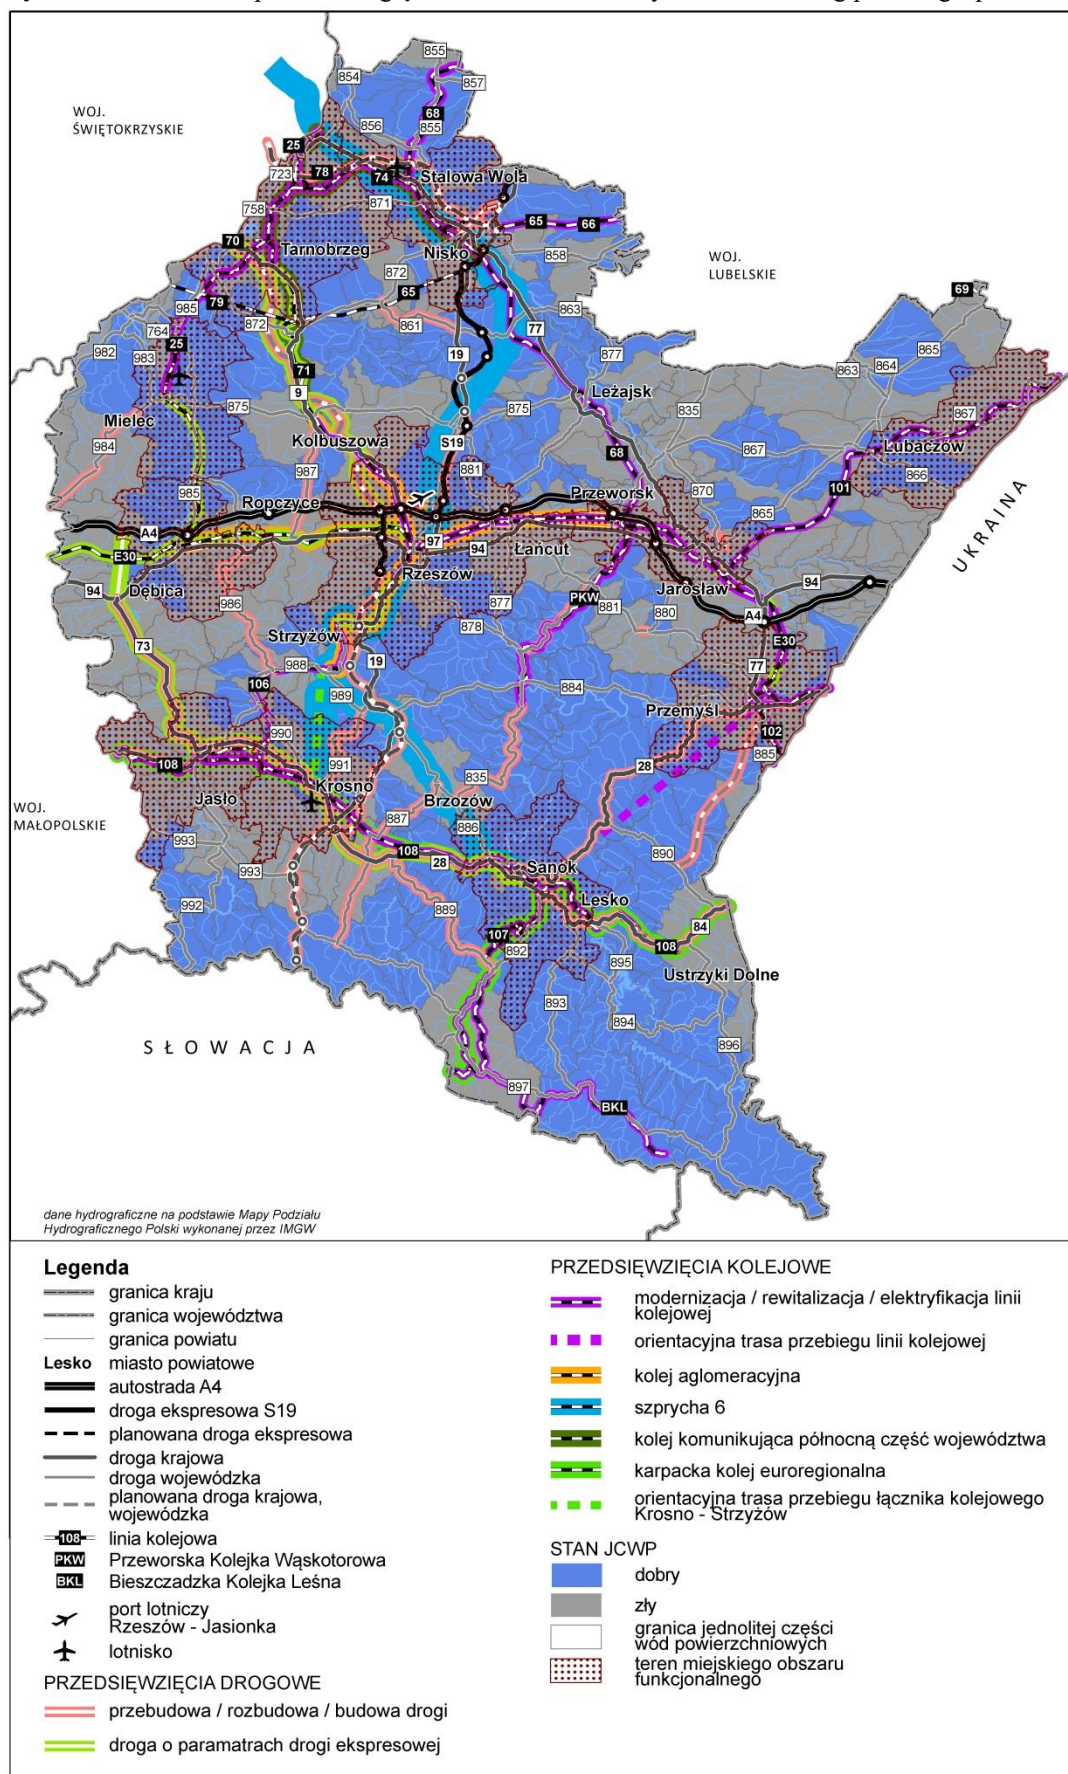 855
854
857
WOJ.
ŚWIĘTOKRZYSKIE
68
856
855
25
723
78
74
Stalowa Wola
758
871
65
66
70
Tarnobrzeg
Nisko
858
872
WOJ.
LUBELSKIE
79
65
69
985
863
764
872
861
77
25
982
983
19
877
865
864
863
71
9
Leżajsk
875
875
835
867
Mielec
Kolbuszowa
S19
984
987
881
68
867
Lubaczów
866
985
Ropczyce
Przeworsk
870
101
865
A4
UKRAINA
E30
97
94
Łańcut
Rzeszów
94
Dębica
986
877
PKW
881
880
Jarosław
94
A4
Strzyżów
878
E30
73
19
77
988
989
884
106
Przemyśl
990
102
885
108
991
28
Krosno
835
WOJ.
MAŁOPOLSKIE
Jasło
Brzozów
887
886
993
108
890
993
28
Sanok
Lesko
992
889
84
107
892
108
895
Ustrzyki Dolne
893
894
SŁOWACJA
896
897
BKL
dane hydrograficzne na podstawie Mapy Podziału
Hydrograficznego Polski wykonanej przez IMGW
Legenda
granica kraju
granica województwa
granica powiatu
Lesko miasto powiatowe
autostrada A4
droga ekspresowa S19
planowana droga ekspresowa
droga krajowa
droga wojewódzka
planowana droga krajowa,
wojewódzka
108 linia kolejowa
PKW Przeworska Kolejka Wąskotorowa
BKL Bieszczadzka Kolejka Leśna
port lotniczy
Rzeszów - Jasionka
lotnisko
PRZEDSIĘWZIĘCIA DROGOWE
przebudowa / rozbudowa / budowa drogi
droga o paramatrach drogi ekspresowej
PRZEDSIĘWZIĘCIA KOLEJOWE
modernizacja / rewitalizacja / elektryfikacja linii
kolejowej
orientacyjna trasa przebiegu linii kolejowej
kolej aglomeracyjna
szprycha 6
kolej komunikująca północną część województwa
karpacka kolej euroregionalna
orientacyjna trasa przebiegu łącznika kolejowego
Krosno - Strzyżów
STAN JCWP
dobry
zły
granica jednolitej części
wód powierzchniowych
teren miejskiego obszaru
funkcjonalnego